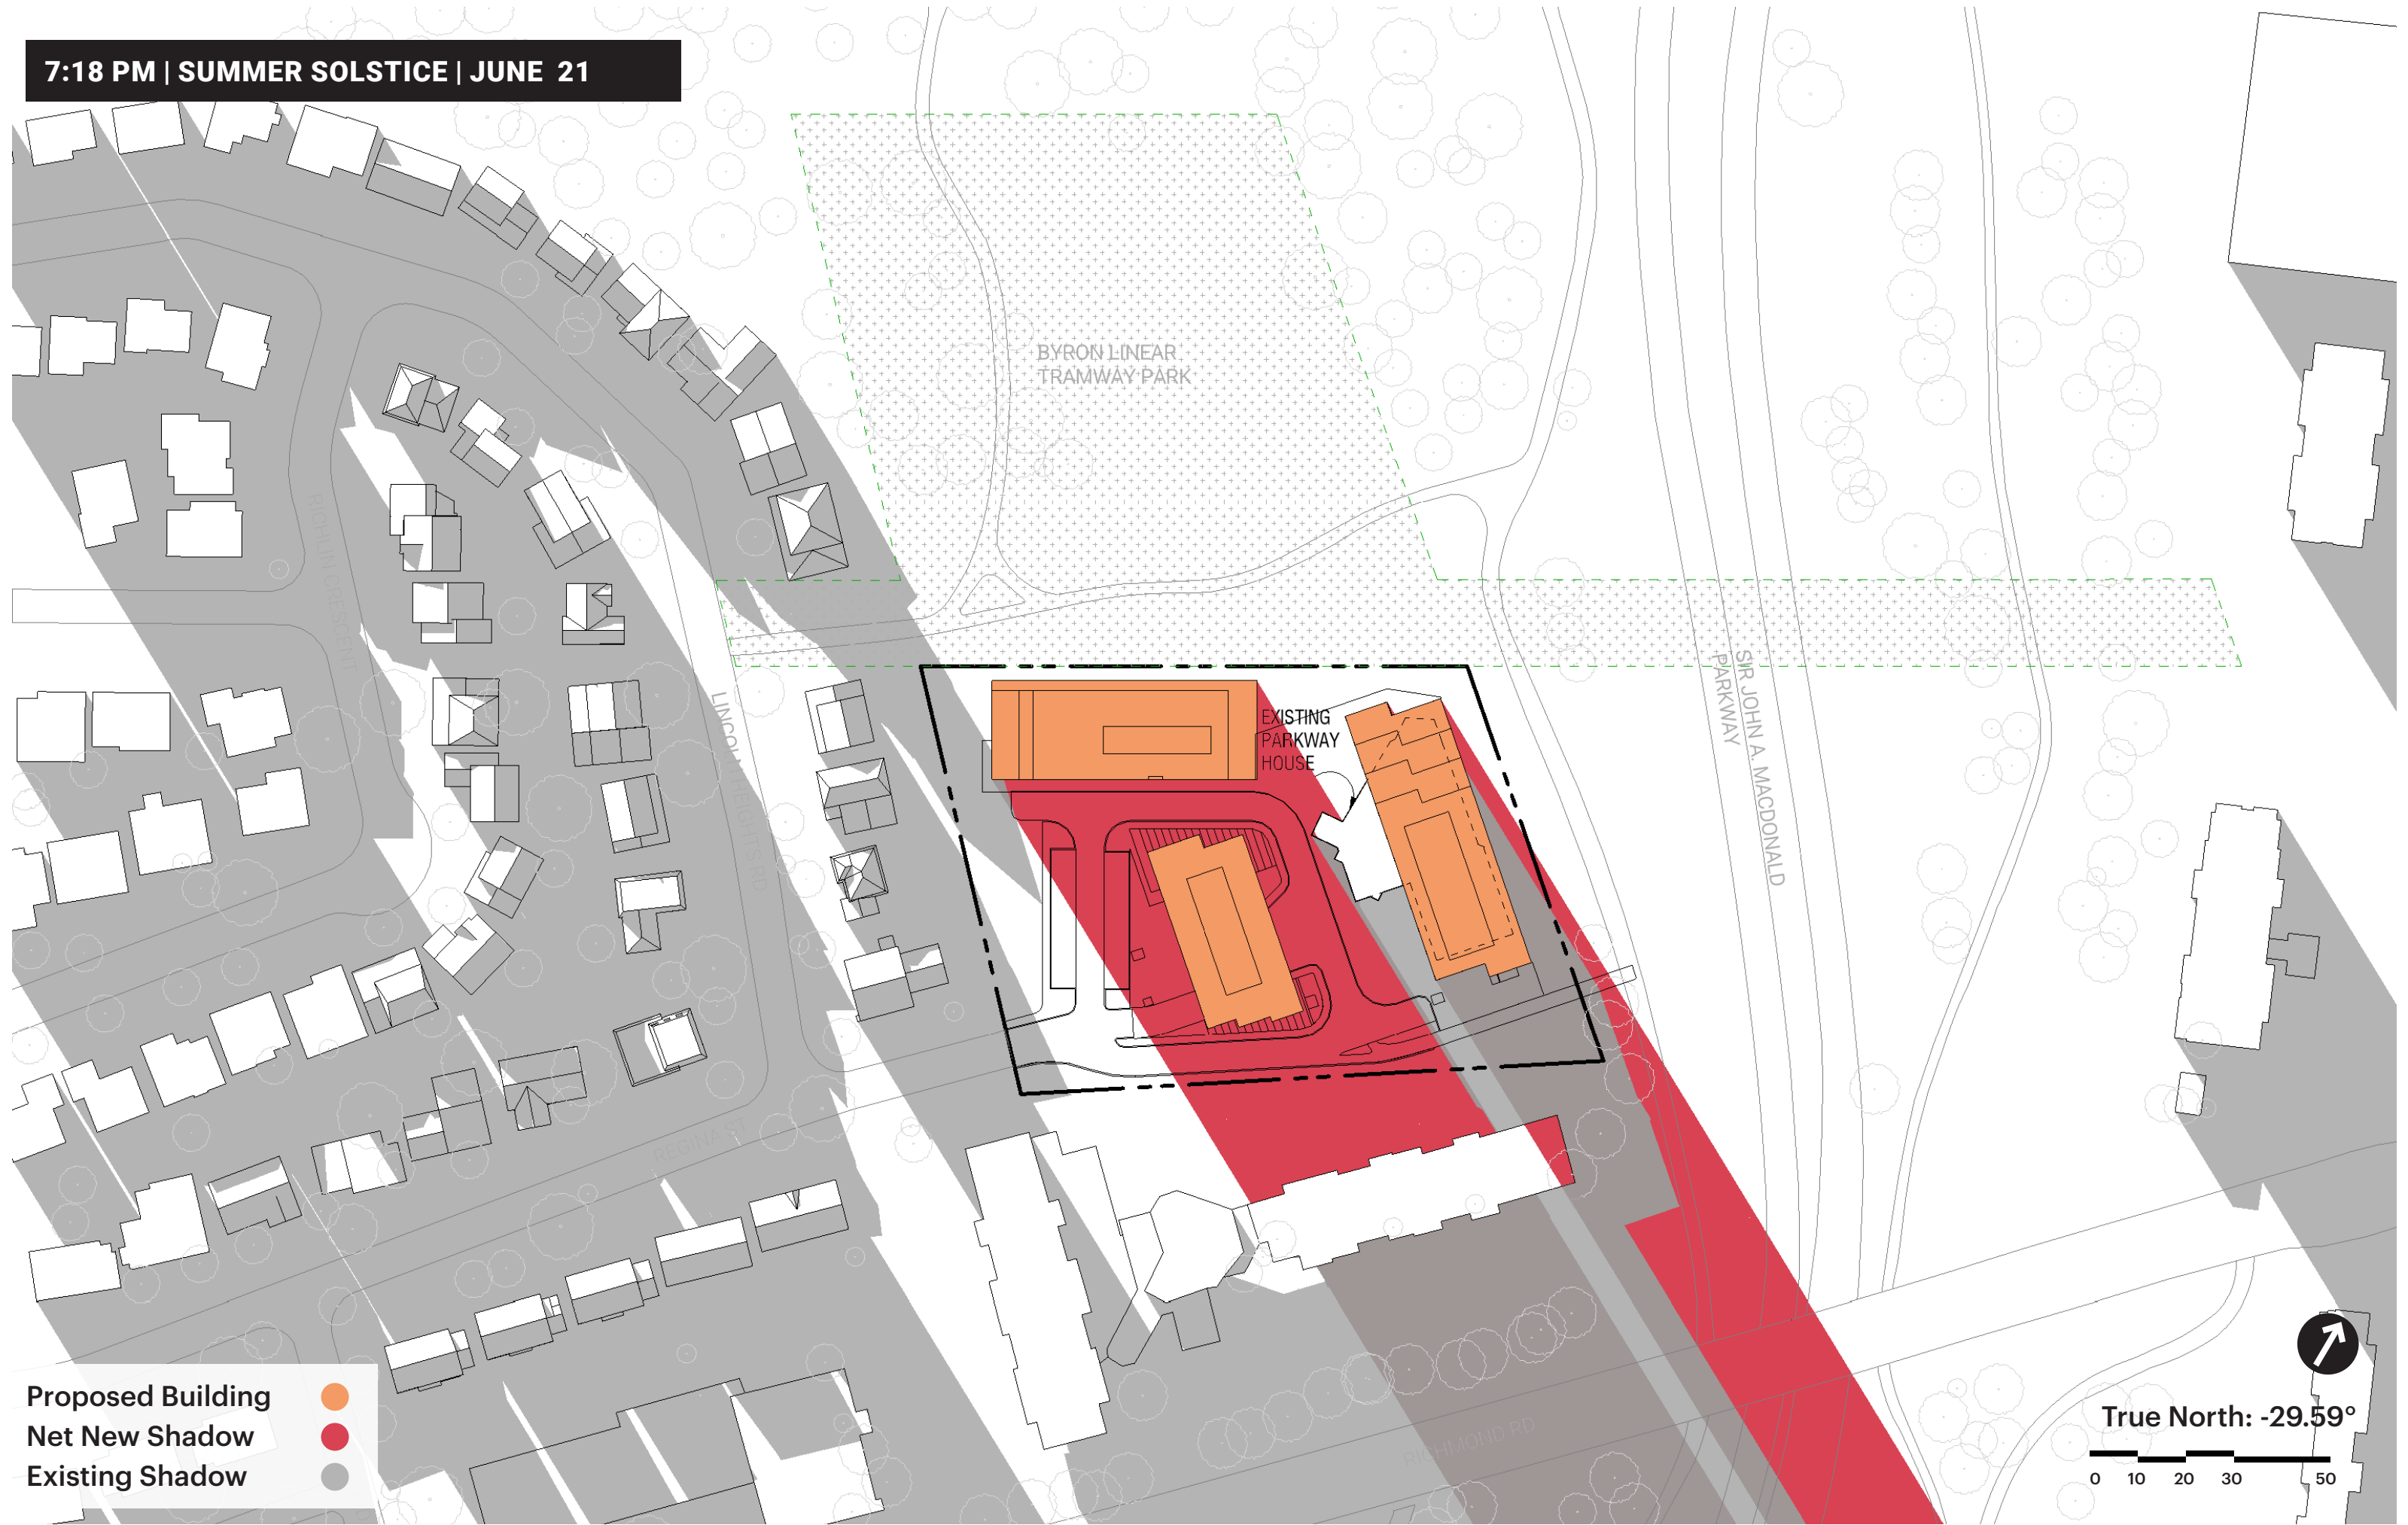 7:18 PM | SUMMER SOLSTICE | JUNE 21
BYRON LINEAR
TRAMWAY PARK
RICHLIN CRESCENT
LINCOLN HEIGHTS RD
EXISTING
PARKWAY
HOUSE
SIR JOHN A. MACDONALD
PARKWAY
REGINA ST
RICHMOND RD
Proposed Building
Net New Shadow
Existing Shadow
True North: -29.59°
0 10 20 30 50